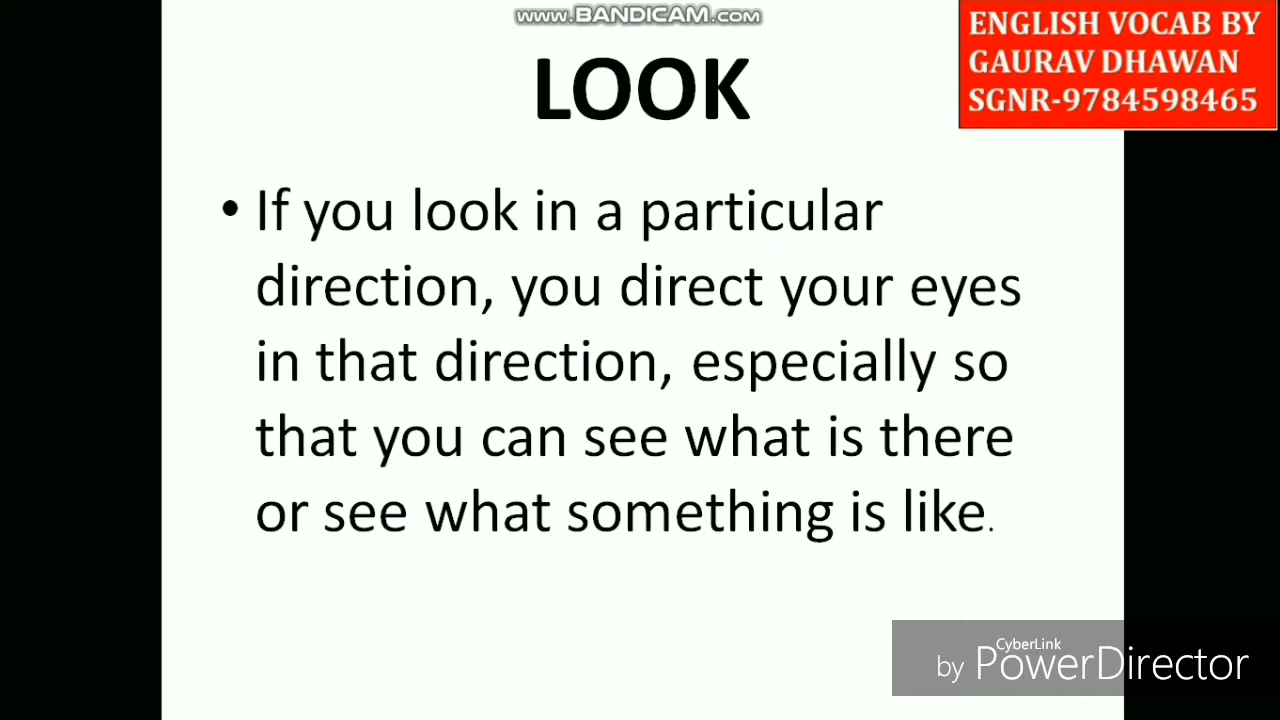 www.BANDICAM.com
ENGLISH VOCAB BY
GAURAV DHAWAN
SGNR-9784598465
LOOK
• If you look in a particular
direction, you direct your eyes
in that direction, especially so
that you can see what is there
or see what something is like.
CyberLink
by PowerDirector